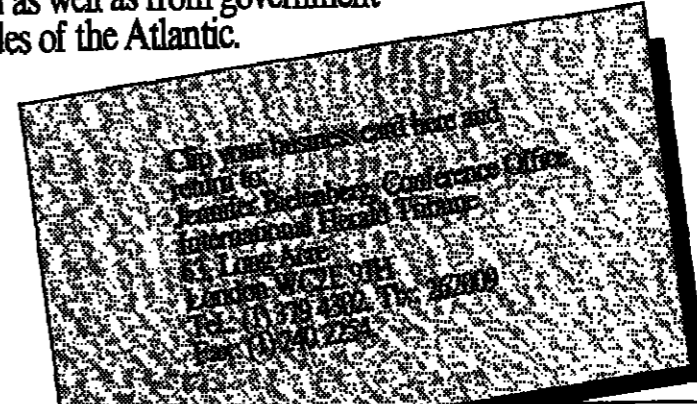 as well as from government
of the Atlantic.
Clip your business card here and
return to:
Jennifer Conference Office
International Herald Tribune
63, Long Acre
London WC2E 9JH
Tel.: (1) 379 4302. Tlx.: 262009
Fax: (1) 240 2254